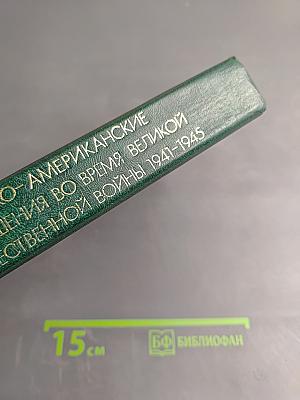 КО-АМЕРИКАНСКИЕ
ЕНИЯ ВО ВРЕМЯ ВЕЛИКОЙ
ЕСТВЕННОЙ ВОЙНЫ 1941-1945
15 см
БФ БИБЛИОФАН